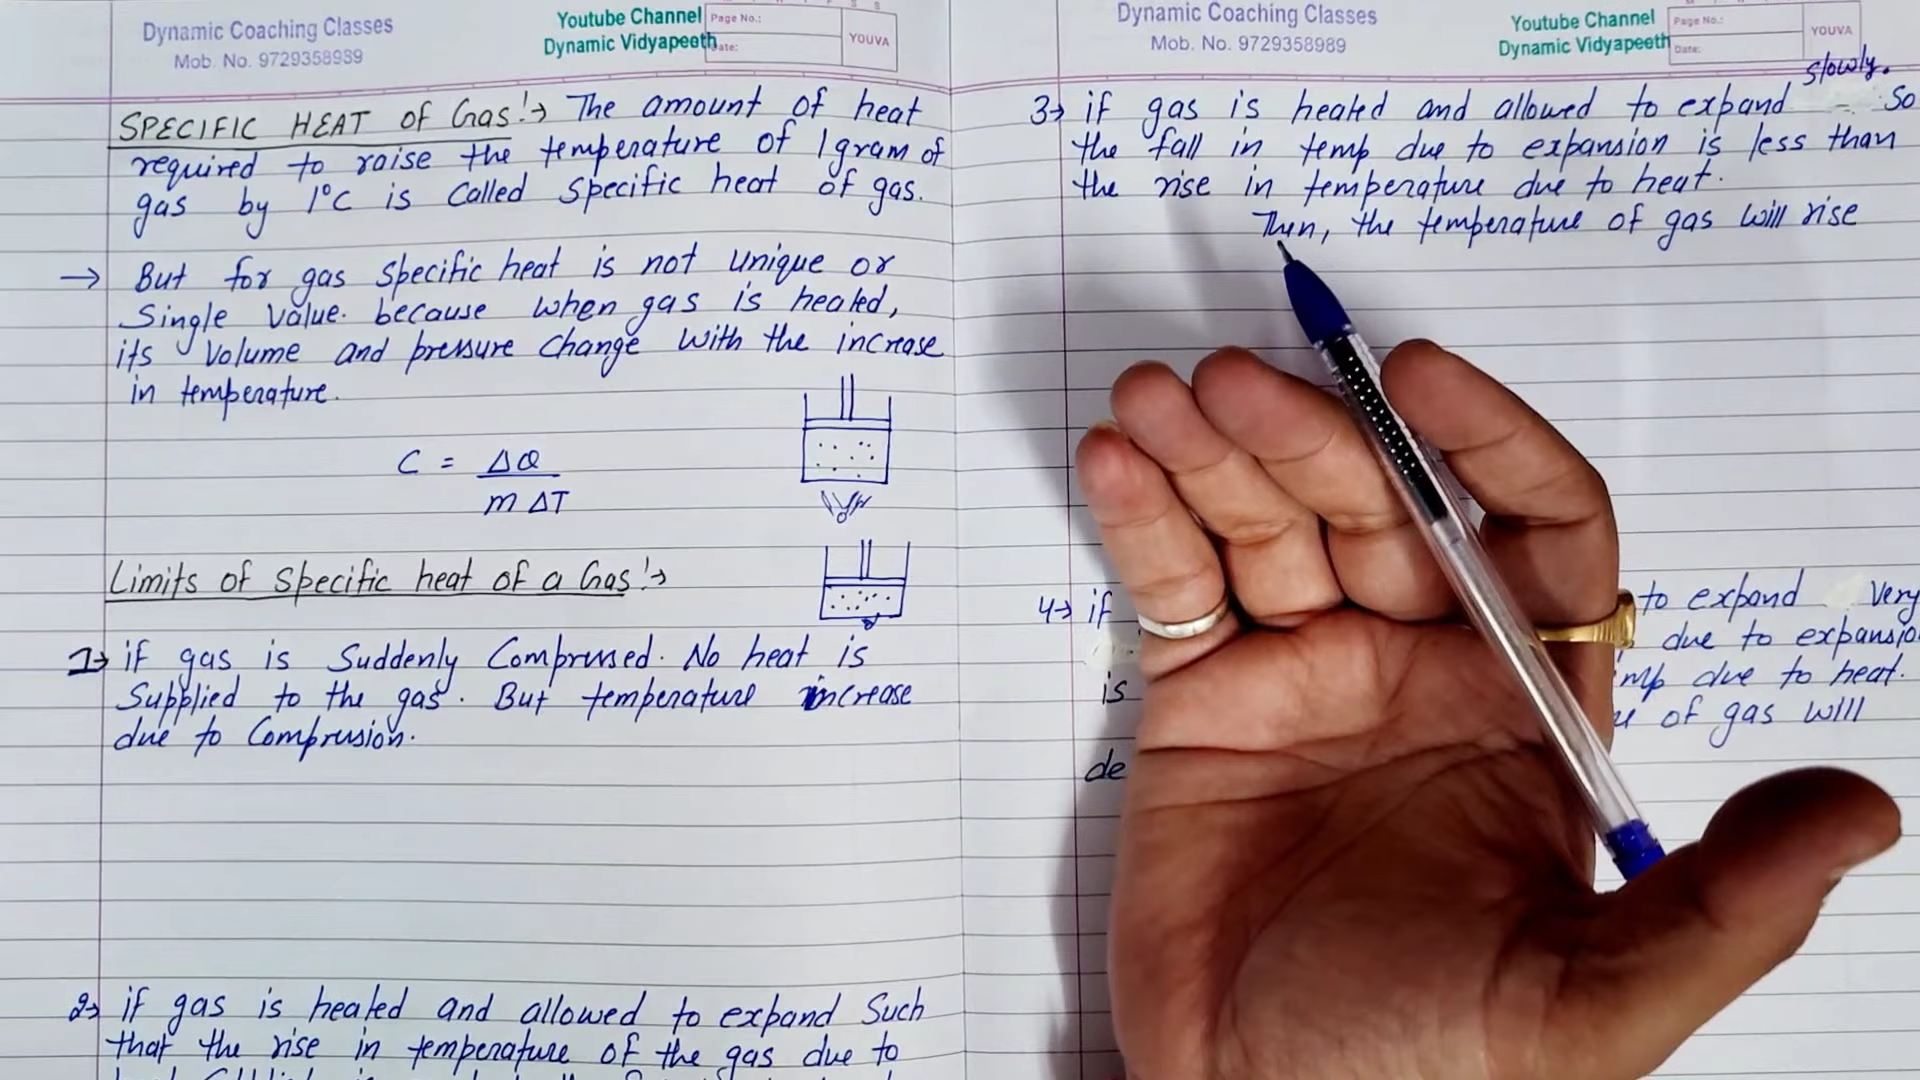 Dynamic Coaching Classes
Mob. No. 9729358989
Youtube Channel
Dynamic Vidyapeeth
Page No.:
Date:
YOUVA
SPECIFIC HEAT of Gas!→ The amount of heat
required to raise the temperature of 1gram of
gas by 1°C is Called Specific heat of gas.
→ But for gas Specific heat is not unique or
Single Value. because when gas is heated,
its Volume and pressure Change with the increase
in temperature.
C = ΔQ
m ΔT
Limits of Specific heat of a Gas!→
1→ if gas is Suddenly Compressed. No heat is
Supplied to the gas. But temperature increase
due to Compression.
2→ if gas is heated and allowed to expand Such
that the rise in temperature of the gas due to
Dynamic Coaching Classes
Mob. No. 9729358989
Youtube Channel
Dynamic Vidyapeeth
Page No.:
Date:
YOUVA
slowly.
3→ if gas is heated and allowed to expand So
the fall in temp due to expansion is less than
the rise in temperature due to heat.
Then, the temperature of gas will rise
4→ if to expand Very
due to expansio
is mp due to heat.
of gas will
de